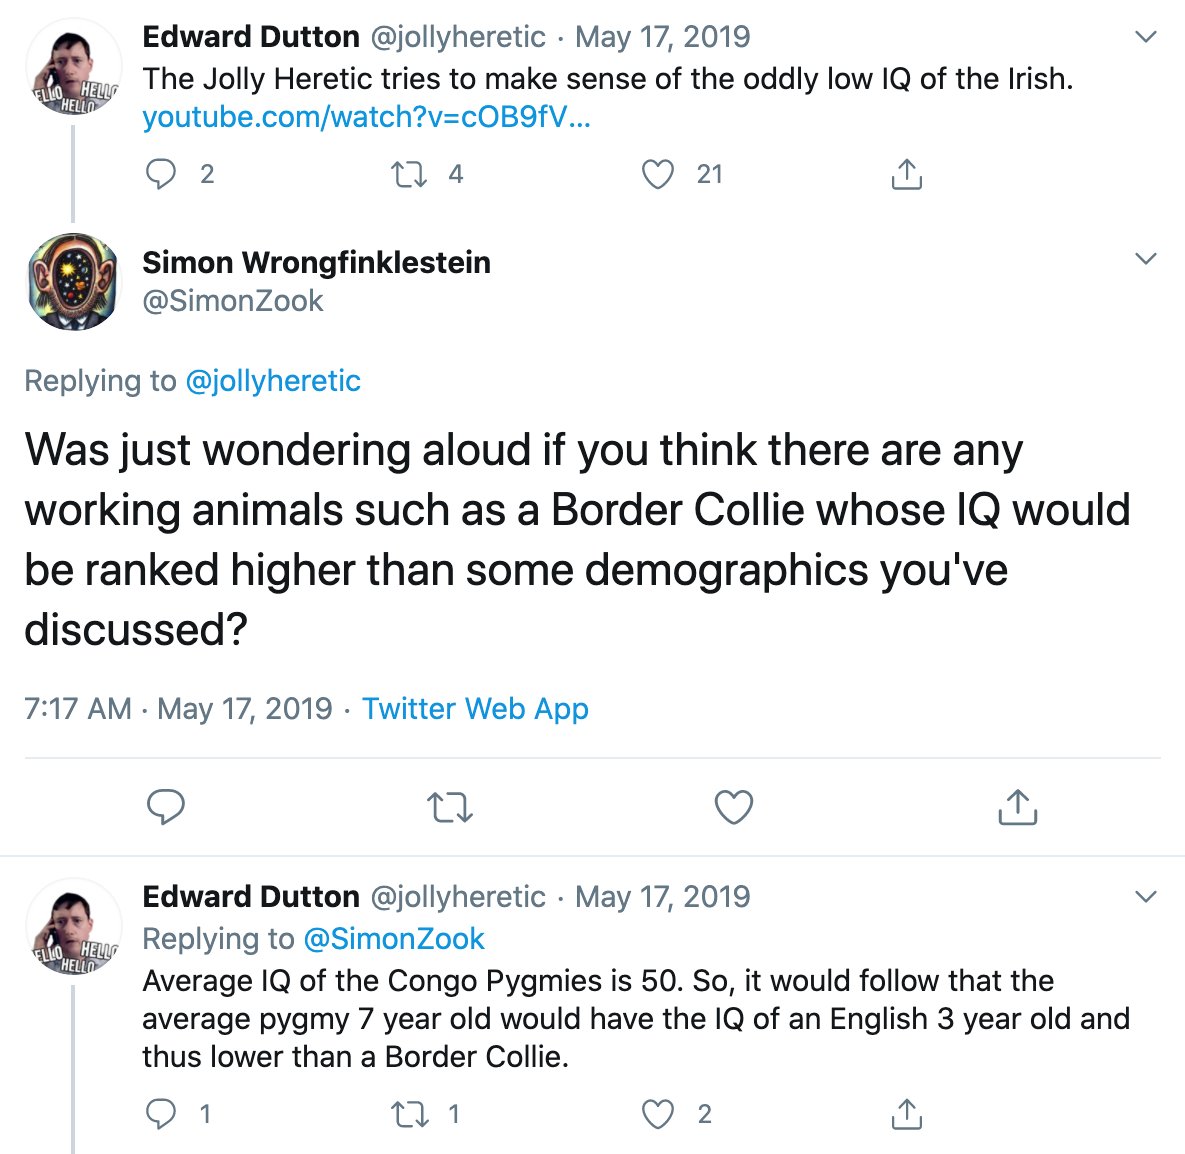 Edward Dutton @jollyheretic · May 17, 2019
The Jolly Heretic tries to make sense of the oddly low IQ of the Irish.
youtube.com/watch?v=cOB9fV...
2 4 21
Simon Wrongfinklestein
@SimonZook
Replying to @jollyheretic
Was just wondering aloud if you think there are any
working animals such as a Border Collie whose IQ would
be ranked higher than some demographics you've
discussed?
7:17 AM · May 17, 2019 · Twitter Web App
Edward Dutton @jollyheretic · May 17, 2019
Replying to @SimonZook
Average IQ of the Congo Pygmies is 50. So, it would follow that the
average pygmy 7 year old would have the IQ of an English 3 year old and
thus lower than a Border Collie.
1 1 2